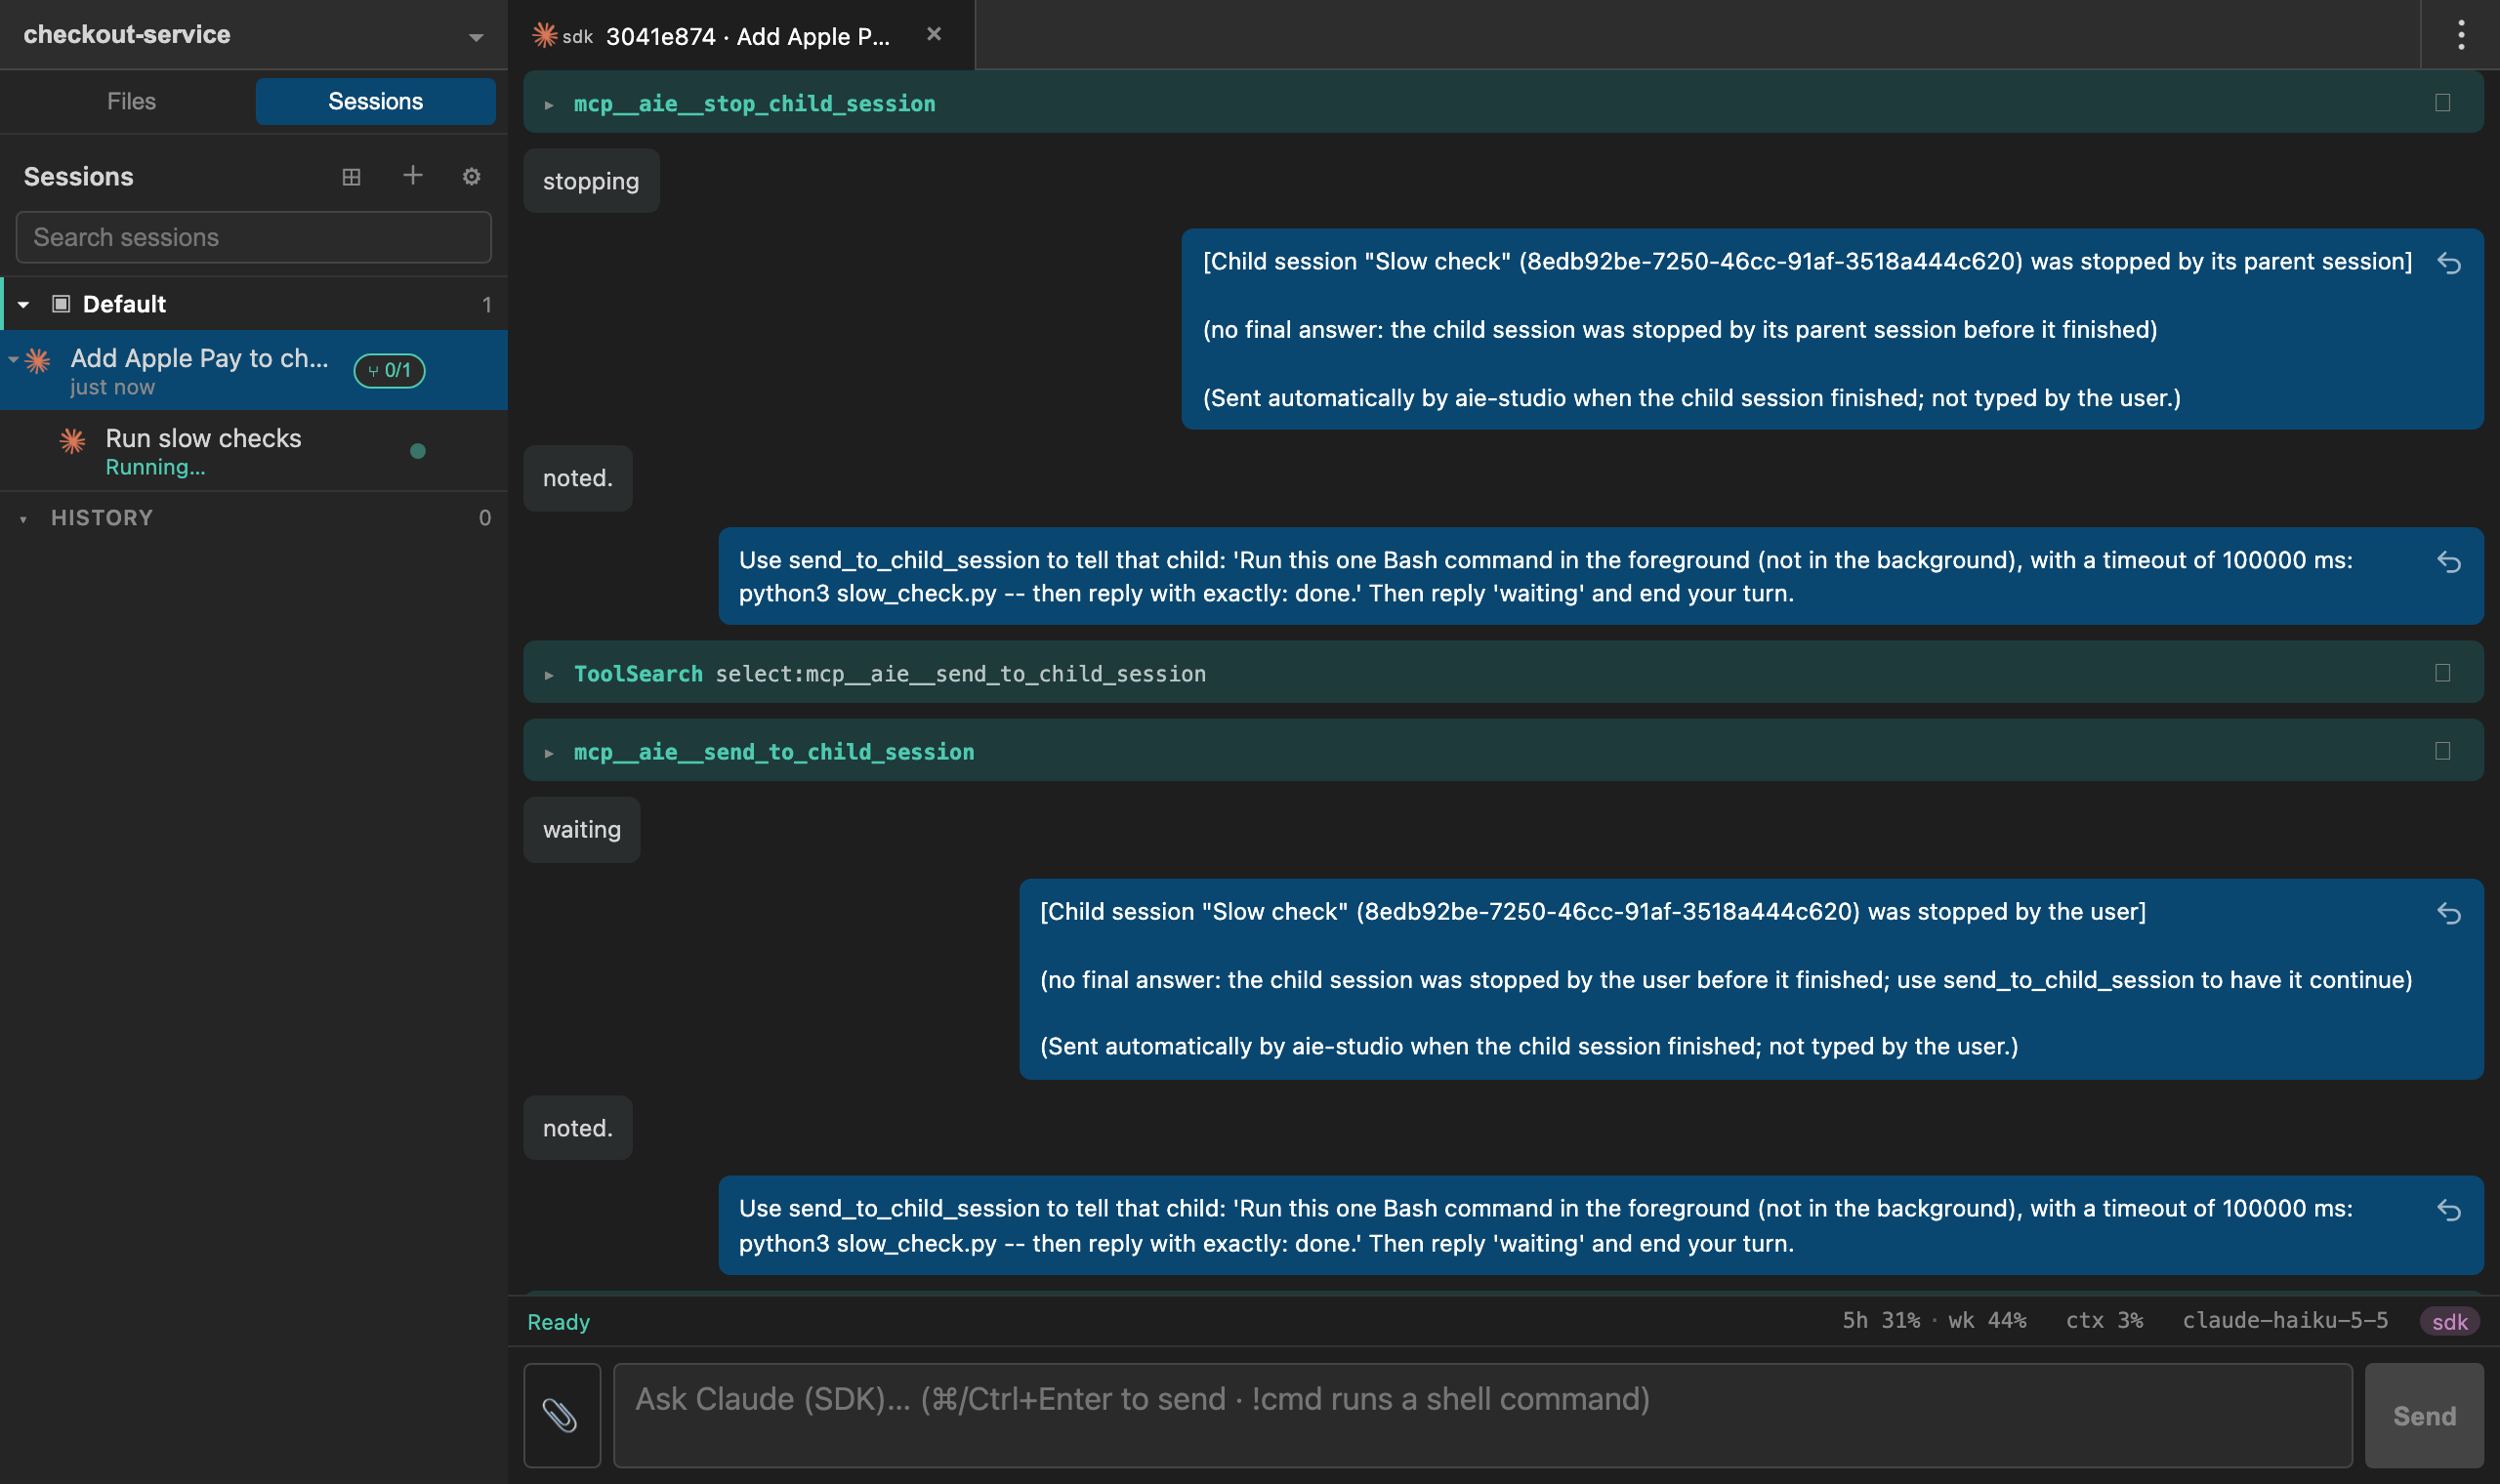 checkout-service
sdk 3041e874 · Add Apple P... ×
Files
Sessions
Sessions
Search sessions
Default 1
Add Apple Pay to ch...
0/1
just now
Run slow checks
Running...
HISTORY 0
mcp__aie__stop_child_session
stopping
[Child session "Slow check" (8edb92be-7250-46cc-91af-3518a444c620) was stopped by its parent session]
(no final answer: the child session was stopped by its parent session before it finished)
(Sent automatically by aie-studio when the child session finished; not typed by the user.)
noted.
Use send_to_child_session to tell that child: 'Run this one Bash command in the foreground (not in the background), with a timeout of 100000 ms:
python3 slow_check.py -- then reply with exactly: done.' Then reply 'waiting' and end your turn.
ToolSearch select:mcp__aie__send_to_child_session
mcp__aie__send_to_child_session
waiting
[Child session "Slow check" (8edb92be-7250-46cc-91af-3518a444c620) was stopped by the user]
(no final answer: the child session was stopped by the user before it finished; use send_to_child_session to have it continue)
(Sent automatically by aie-studio when the child session finished; not typed by the user.)
noted.
Use send_to_child_session to tell that child: 'Run this one Bash command in the foreground (not in the background), with a timeout of 100000 ms:
python3 slow_check.py -- then reply with exactly: done.' Then reply 'waiting' and end your turn.
Ready
5h 31% · wk 44% ctx 3% claude-haiku-5-5 sdk
Ask Claude (SDK)... (⌘/Ctrl+Enter to send · !cmd runs a shell command)
Send